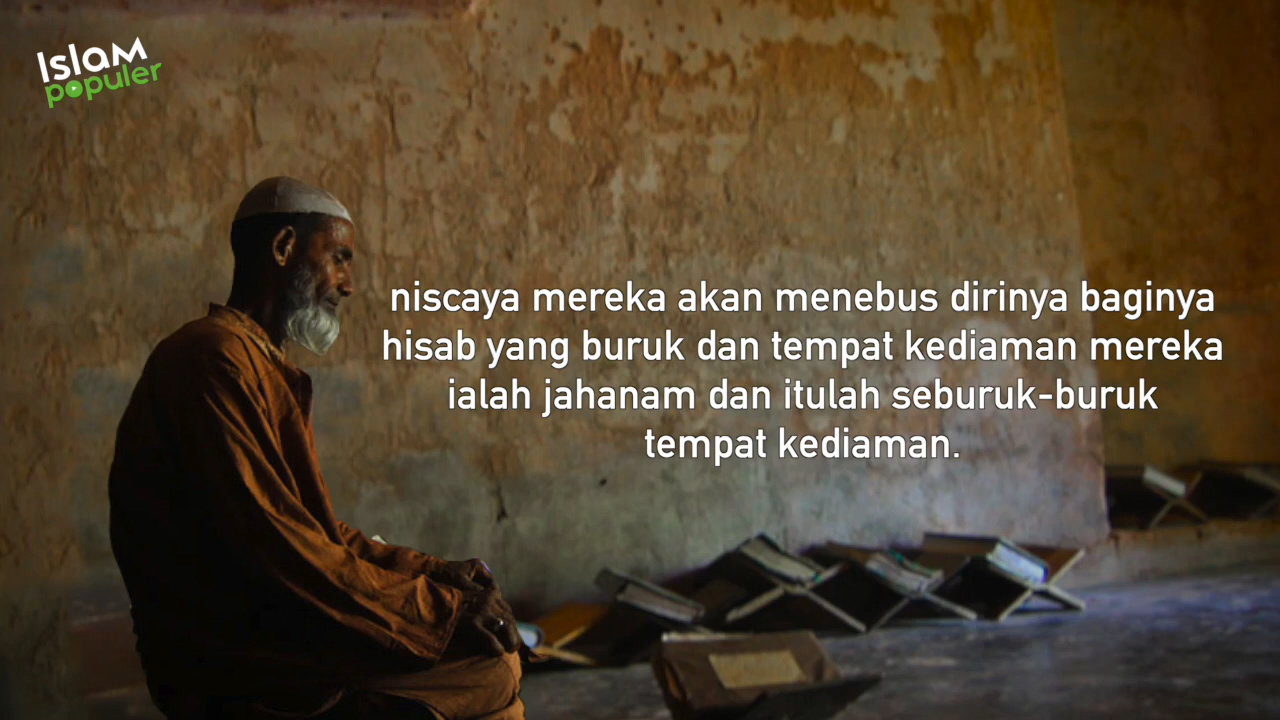 Islam
populer
niscaya mereka akan menebus dirinya baginya
hisab yang buruk dan tempat kediaman mereka
ialah jahanam dan itulah seburuk-buruk
tempat kediaman.